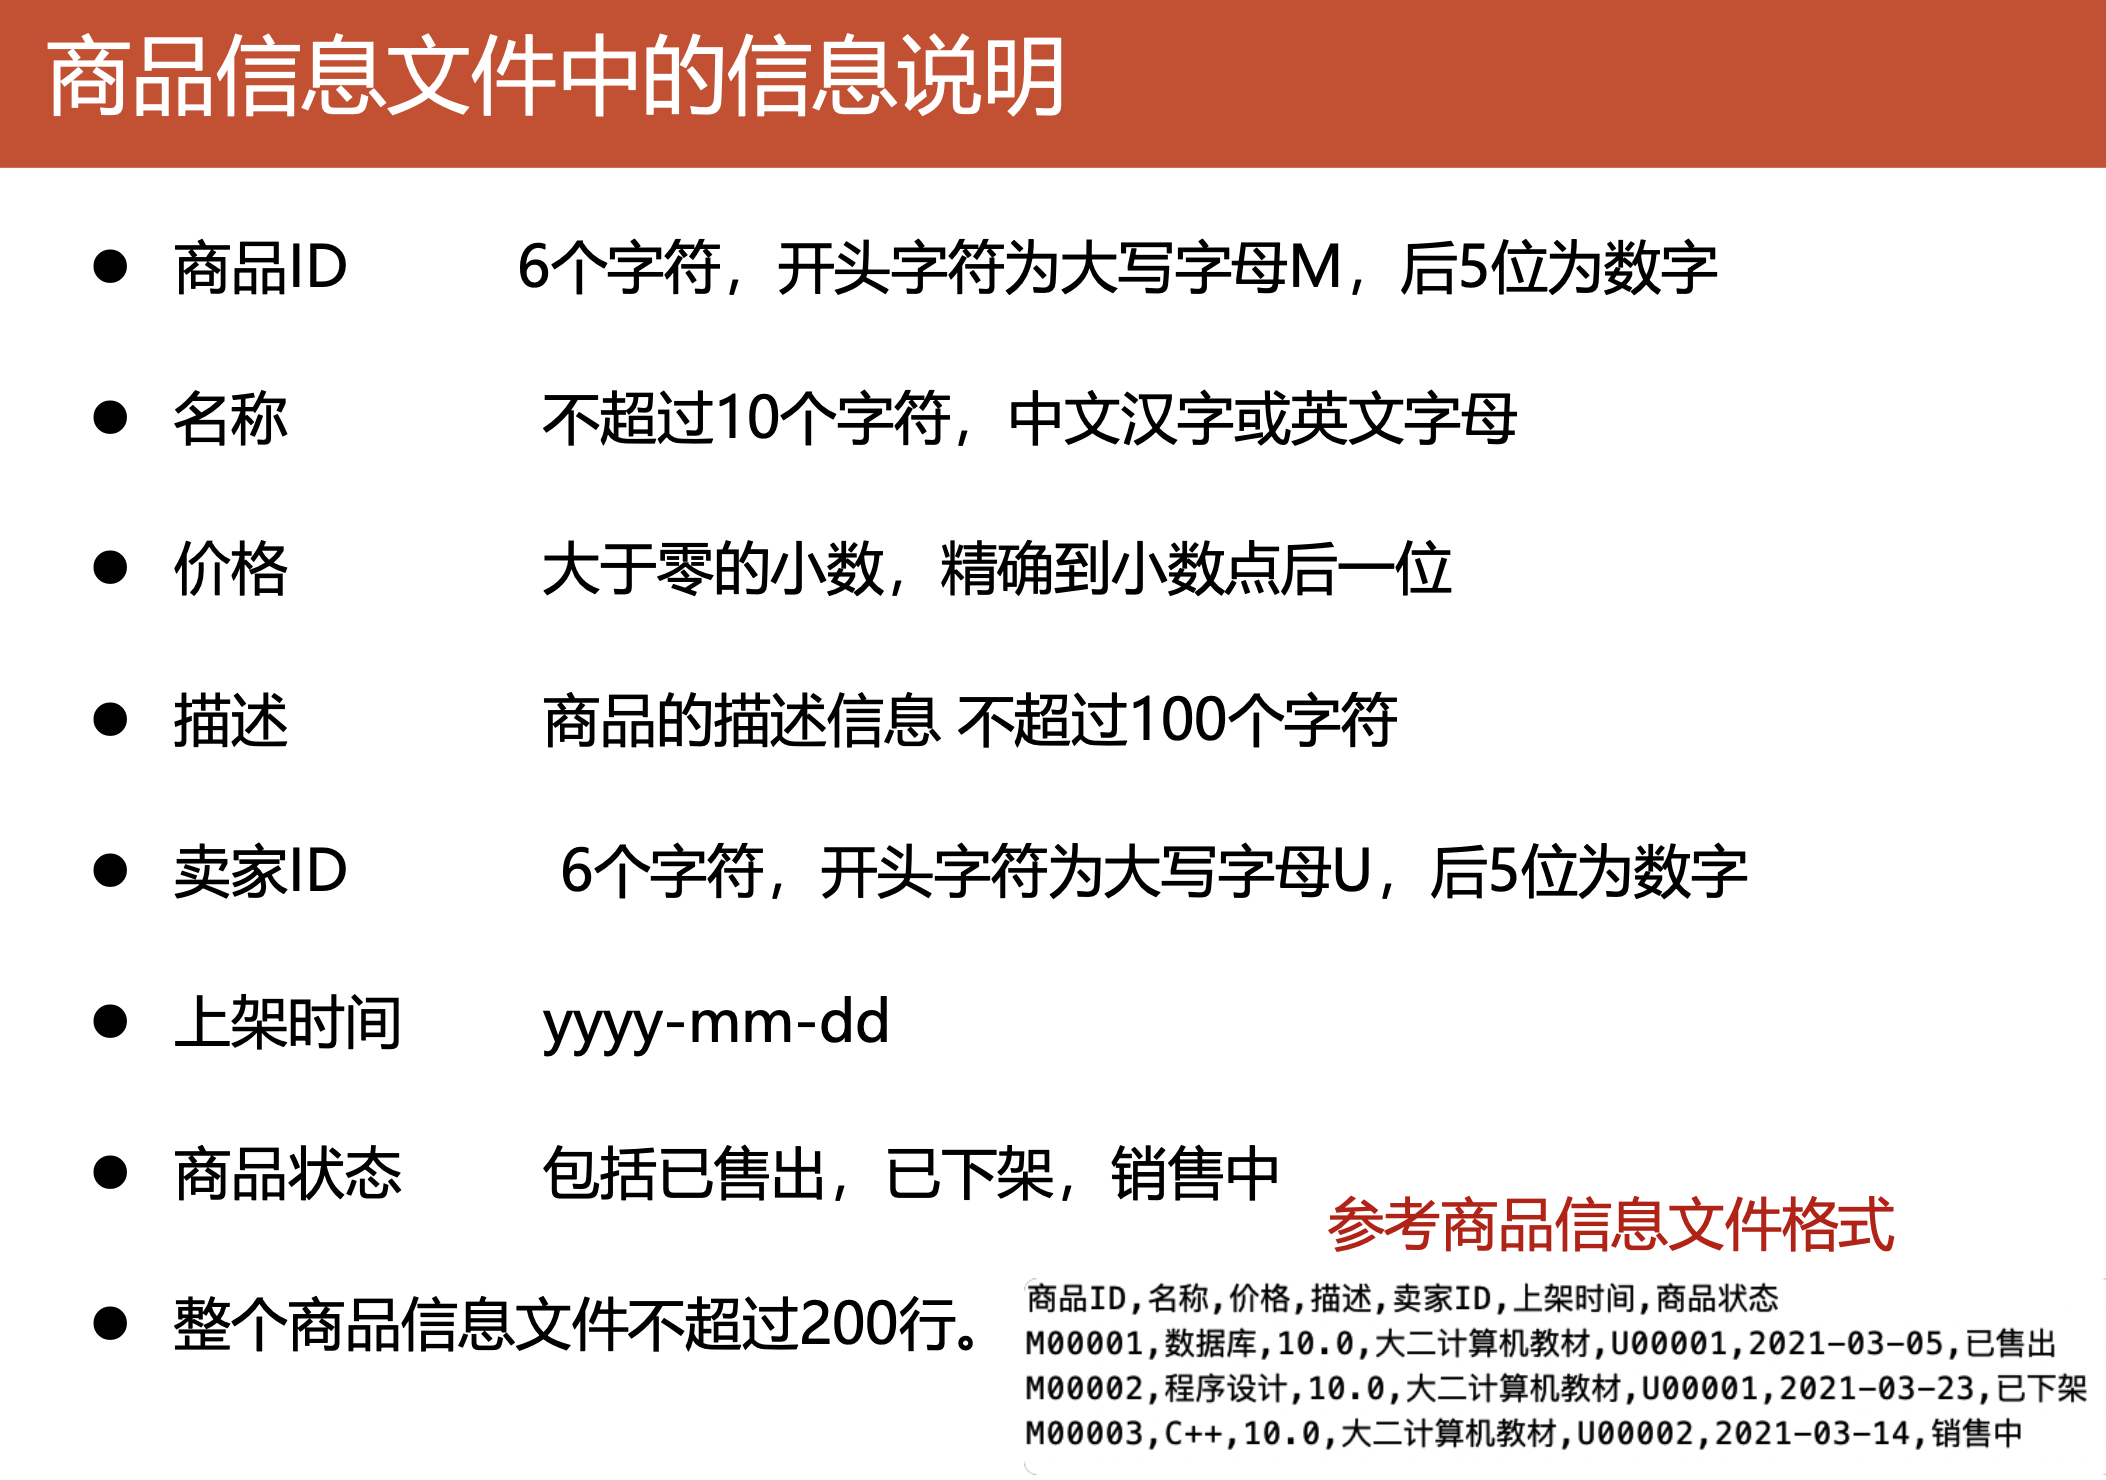 商品信息文件中的信息说明
● 商品ID 6个字符，开头字符为大写字母M，后5位为数字
● 名称 不超过10个字符，中文汉字或英文字母
● 价格 大于零的小数，精确到小数点后一位
● 描述 商品的描述信息 不超过100个字符
● 卖家ID 6个字符，开头字符为大写字母U，后5位为数字
● 上架时间 yyyy-mm-dd
● 商品状态 包括已售出，已下架，销售中
● 整个商品信息文件不超过200行。
参考商品信息文件格式
商品ID,名称,价格,描述,卖家ID,上架时间,商品状态
M00001,数据库,10.0,大二计算机教材,U00001,2021-03-05,已售出
M00002,程序设计,10.0,大二计算机教材,U00001,2021-03-23,已下架
M00003,C++,10.0,大二计算机教材,U00002,2021-03-14,销售中